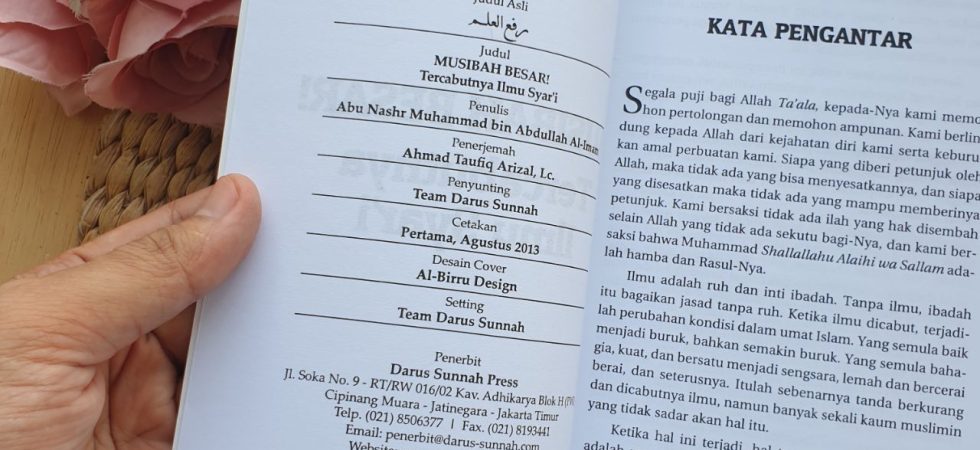 Judul Asli
رفع العلم
Judul
MUSIBAH BESAR!
Tercabutnya Ilmu Syar'i
Penulis
Abu Nashr Muhammad bin Abdullah Al-Imam
Penerjemah
Ahmad Taufiq Arizal, Lc.
Penyunting
Team Darus Sunnah
Cetakan
Pertama, Agustus 2013
Desain Cover
Al-Birru Design
Setting
Team Darus Sunnah
Penerbit
Darus Sunnah Press
Jl. Soka No. 9 - RT/RW 016/02 Kav. Adhikarya Blok H
Cipinang Muara - Jatinegara - Jakarta Timur
Telp. (021) 8506377 — Fax. (021) 8193441
Email: penerbit@darus-sunnah.com
Website:
KATA PENGANTAR
Segala puji bagi Allah Ta'ala, kepada-Nya kami memo-
hon pertolongan dan memohon ampunan. Kami berlin-
dung kepada Allah dari kejahatan diri kami serta keburu-
kan amal perbuatan kami. Siapa yang diberi petunjuk oleh
Allah, maka tidak ada yang bisa menyesatkannya, dan siapa
yang disesatkan maka tidak ada yang mampu memberinya
petunjuk. Kami bersaksi tidak ada ilah yang hak disembah
selain Allah yang tidak ada sekutu bagi-Nya, dan kami ber-
saksi bahwa Muhammad Shallallahu Alaihi wa Sallam ada-
lah hamba dan Rasul-Nya.
Ilmu adalah ruh dan inti ibadah. Tanpa ilmu, ibadah
itu bagaikan jasad tanpa ruh. Ketika ilmu dicabut, terjadi-
lah perubahan kondisi dalam umat Islam. Yang semula baik
menjadi buruk, bahkan semakin buruk. Yang semula baha-
gia, kuat, dan bersatu menjadi sengsara, lemah dan bercerai
berai, dan seterusnya. Itulah sebenarnya tanda berkurang
dan dicabutnya ilmu, namun banyak sekali kaum muslimin
yang tidak sadar akan hal itu.
Ketika hal ini terjadi,
adalah